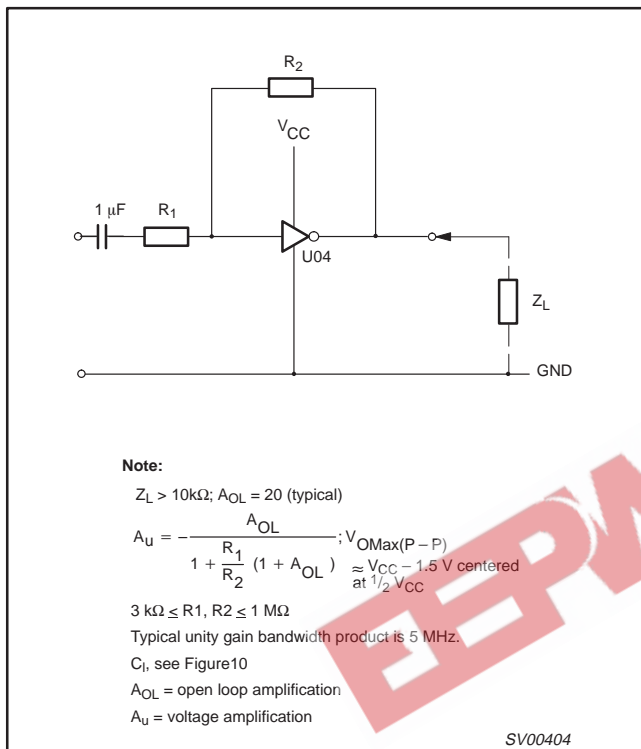 R2
VCC
1 μF
R1
U04
ZL
GND
Note:
ZL > 10kΩ; AOL = 20 (typical)
Au = − AOL / (1 + R1/R2 (1 + AOL)) ; VOMax(P − P) ≈ VCC − 1.5 V centered
at 1/2 VCC
3 kΩ ≤ R1, R2 ≤ 1 MΩ
Typical unity gain bandwidth product is 5 MHz.
CI, see Figure10
AOL = open loop amplification
Au = voltage amplification
SV00404